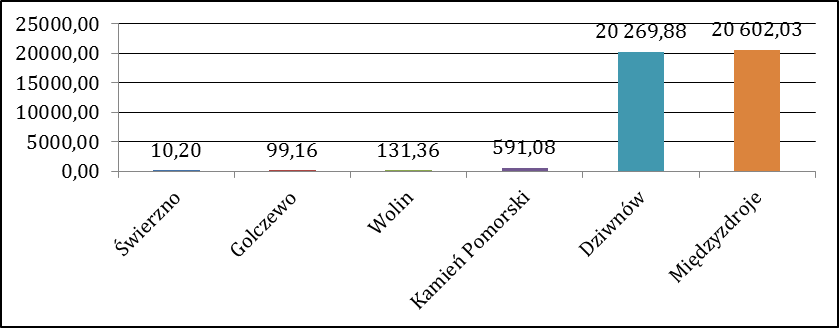 25000,00
20000,00
15000,00
10000,00
5000,00
0,00
10,20
99,16
131,36
591,08
20 269,88
20 602,03
Świerzno
Golczewo
Wolin
Kamień Pomorski
Dziwnów
Międzyzdroje